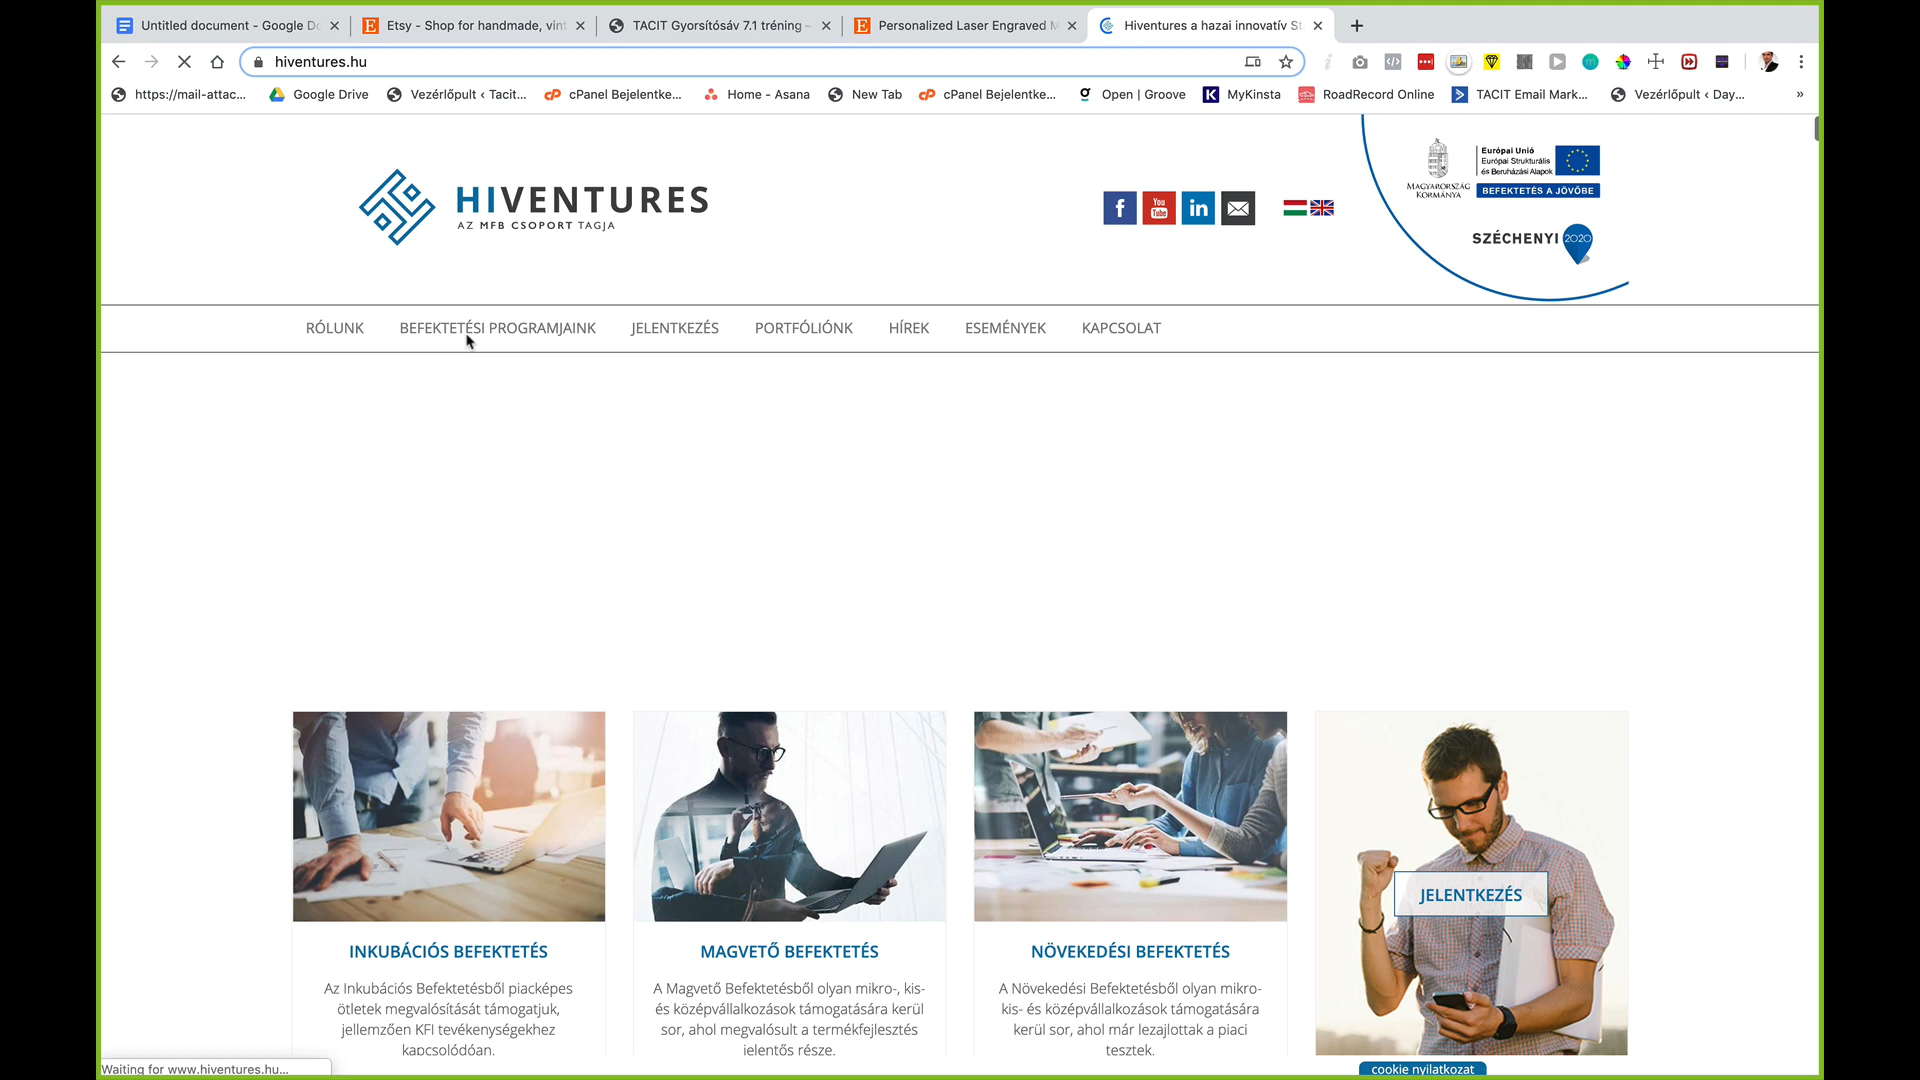 Untitled document - Google Do
Etsy - Shop for handmade, vint
TACIT Gyorsítósáv 7.1 tréning -
Personalized Laser Engraved M
Hiventures a hazai innovatív St
hiventures.hu
https://mail-attac...
Google Drive
Vezérlőpult ‹ Tacit...
cPanel Bejelentke...
Home - Asana
New Tab
cPanel Bejelentke...
Open | Groove
MyKinsta
RoadRecord Online
TACIT Email Mark...
Vezérlőpult ‹ Day...
»
HIVENTURES
AZ MFB CSOPORT TAGJA
f
You
Tube
in
MAGYARORSZÁG
KORMÁNYA
Európai Unió
Európai Strukturális
és Beruházási Alapok
BEFEKTETÉS A JÖVŐBE
SZÉCHENYI 2020
RÓLUNK
BEFEKTETÉSI PROGRAMJAINK
JELENTKEZÉS
PORTFÓLIÓNK
HÍREK
ESEMÉNYEK
KAPCSOLAT
INKUBÁCIÓS BEFEKTETÉS
Az Inkubációs Befektetésből piacképes
ötletek megvalósítását támogatjuk,
jellemzően KFI tevékenységekhez
kapcsolódóan.
MAGVETŐ BEFEKTETÉS
A Magvető Befektetésből olyan mikro-, kis-
és középvállalkozások támogatására kerül
sor, ahol megvalósult a termékfejlesztés
jelentős része.
NÖVEKEDÉSI BEFEKTETÉS
A Növekedési Befektetésből olyan mikro-
kis- és középvállalkozások támogatására
kerül sor, ahol már lezajlottak a piaci
tesztek.
JELENTKEZÉS
Waiting for www.hiventures.hu...
cookie nyilatkozat